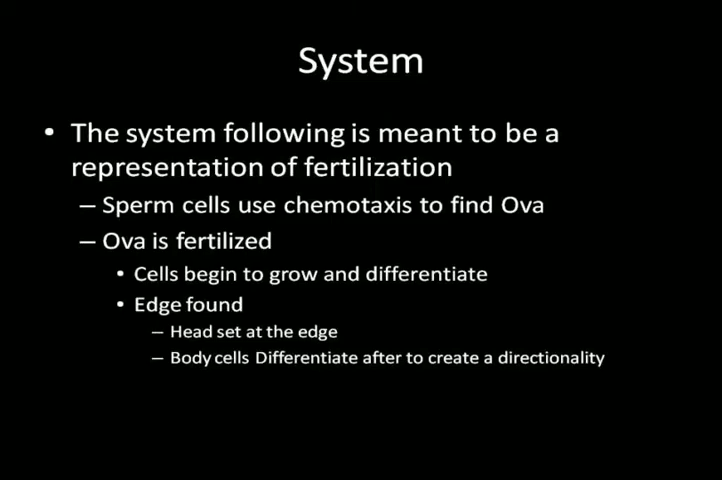 System
• The system following is meant to be a
representation of fertilization
– Sperm cells use chemotaxis to find Ova
– Ova is fertilized
• Cells begin to grow and differentiate
• Edge found
– Head set at the edge
– Body cells Differentiate after to create a directionality